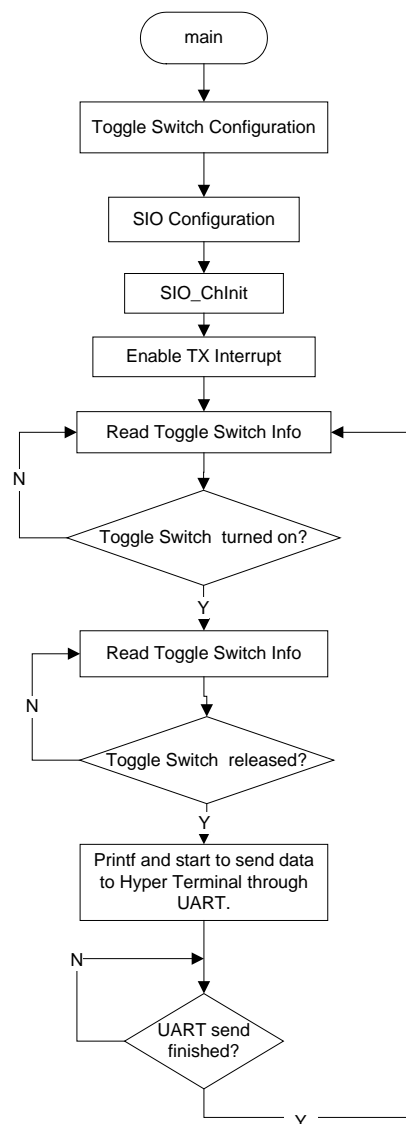 main
Toggle Switch Configuration
SIO Configuration
SIO_ChInit
Enable TX Interrupt
Read Toggle Switch Info
N
Toggle Switch turned on?
Y
Read Toggle Switch Info
N
Toggle Switch released?
Y
Printf and start to send data
to Hyper Terminal through
UART.
N
UART send
finished?
Y